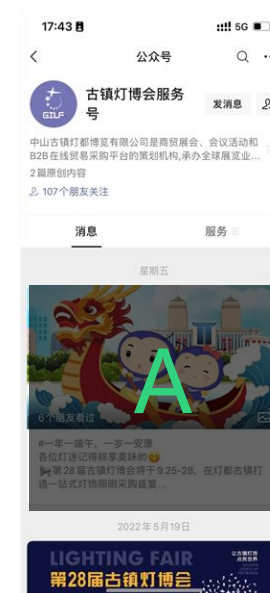 17:43
5G
公众号
GILF
古镇灯博会服务号
发消息
中山古镇灯都博览有限公司是商贸展会、会议活动和
B2B在线贸易采购平台的策划机构,承办全球展览业...
2篇原创内容
107个朋友关注
消息
服务
星期五
A
6个朋友看过
#一年一端午，一岁一安康
各位灯迷记得粽享美味哟
第28届古镇灯博会将于9.25-28，在灯都古镇打
造一站式灯饰照明采购盛宴...
2022年5月19日
LIGHTING FAIR
第28届古镇灯博会